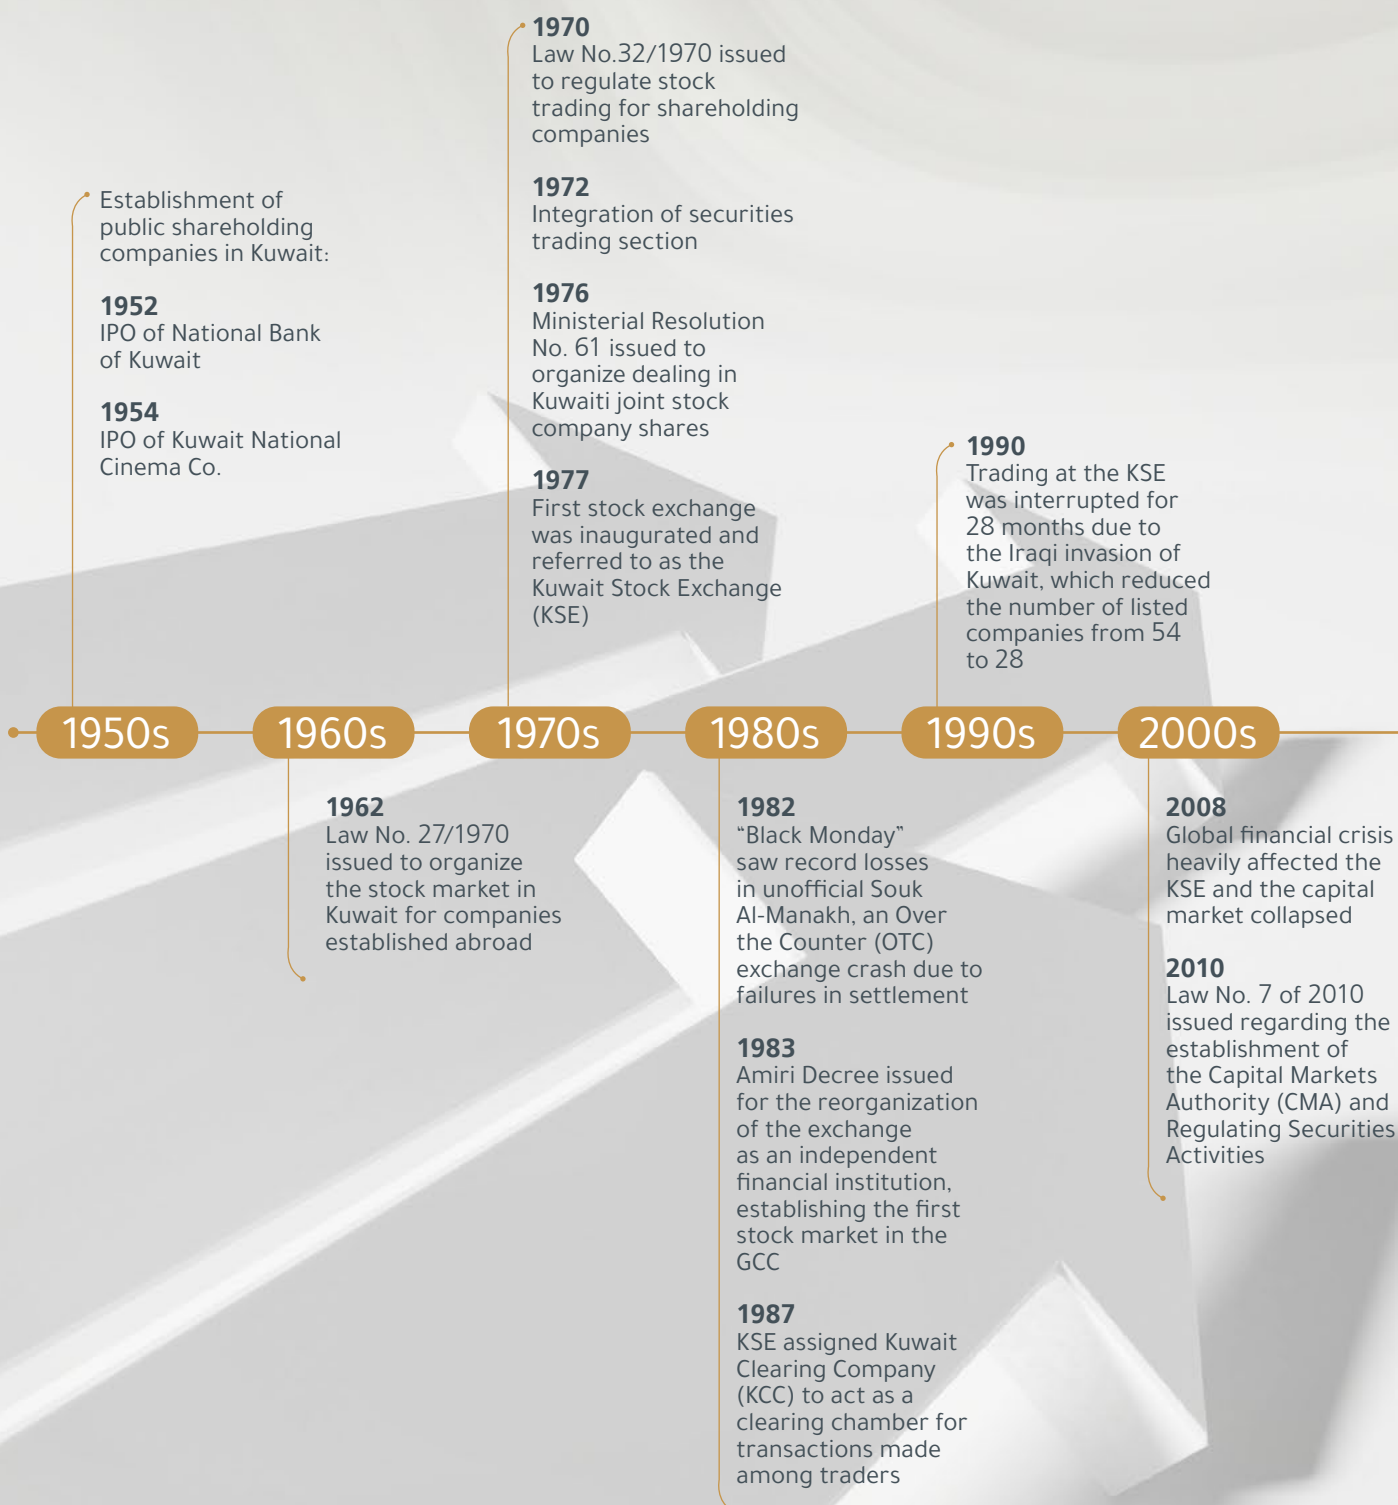 Establishment of
public shareholding
companies in Kuwait:
1952
IPO of National Bank
of Kuwait
1954
IPO of Kuwait National
Cinema Co.
1970
Law No.32/1970 issued
to regulate stock
trading for shareholding
companies
1972
Integration of securities
trading section
1976
Ministerial Resolution
No. 61 issued to
organize dealing in
Kuwaiti joint stock
company shares
1977
First stock exchange
was inaugurated and
referred to as the
Kuwait Stock Exchange
(KSE)
1990
Trading at the KSE
was interrupted for
28 months due to
the Iraqi invasion of
Kuwait, which reduced
the number of listed
companies from 54
to 28
1950s
1960s
1970s
1980s
1990s
2000s
1962
Law No. 27/1970
issued to organize
the stock market in
Kuwait for companies
established abroad
1982
“Black Monday”
saw record losses
in unofficial Souk
Al-Manakh, an Over
the Counter (OTC)
exchange crash due to
failures in settlement
1983
Amiri Decree issued
for the reorganization
of the exchange
as an independent
financial institution,
establishing the first
stock market in the
GCC
1987
KSE assigned Kuwait
Clearing Company
(KCC) to act as a
clearing chamber for
transactions made
among traders
2008
Global financial crisis
heavily affected the
KSE and the capital
market collapsed
2010
Law No. 7 of 2010
issued regarding the
establishment of
the Capital Markets
Authority (CMA) and
Regulating Securities
Activities